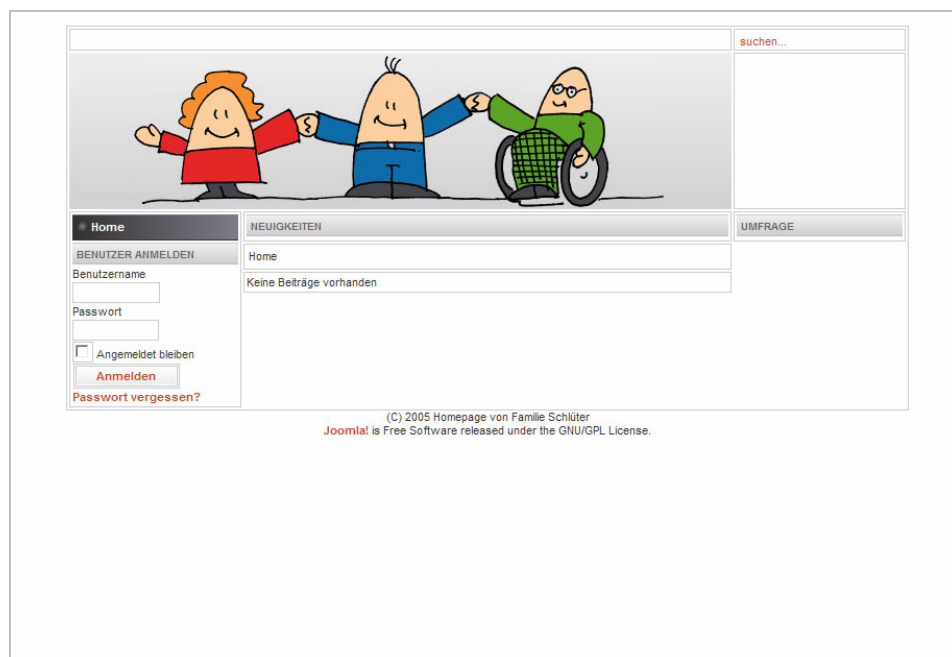 suchen...
Home
BENUTZER ANMELDEN
Benutzername
Passwort
Angemeldet bleiben
Anmelden
Passwort vergessen?
NEUIGKEITEN
Home
Keine Beiträge vorhanden
UMFRAGE
(C) 2005 Homepage von Familie Schlüter
Joomla! is Free Software released under the GNU/GPL License.